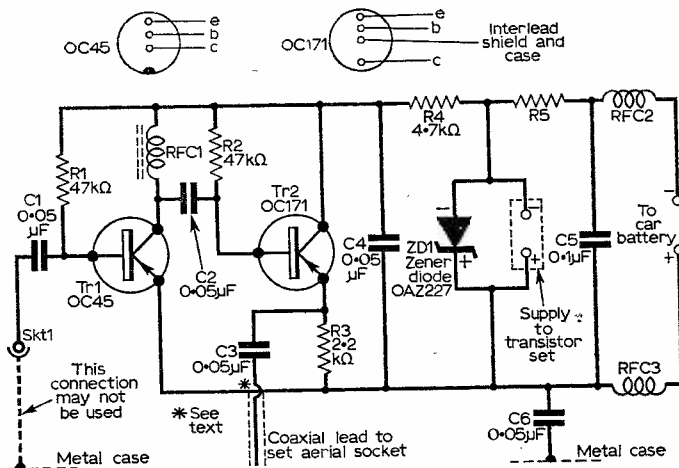 OC45
e
b
c
OC171
e
b
c
Interlead
shield and
case
R1
47kΩ
RFC1
R2
47kΩ
R4
4·7kΩ
R5
RFC2
C1
0·05
μF
Tr1
OC45
C2
0·05μF
Tr2
OC171
C4
0·05
μF
ZD1
Zener
diode
OAZ227
−
+
−
+
Supply
to
transistor
set
C5
0·1μF
−
To
car
battery
+
Skt1
This
connection
may not
be used
Metal case
C3
0·05μF
R3
2·2
kΩ
*
* See
text
Coaxial lead to
set aerial socket
C6
0·05μF
RFC3
Metal case